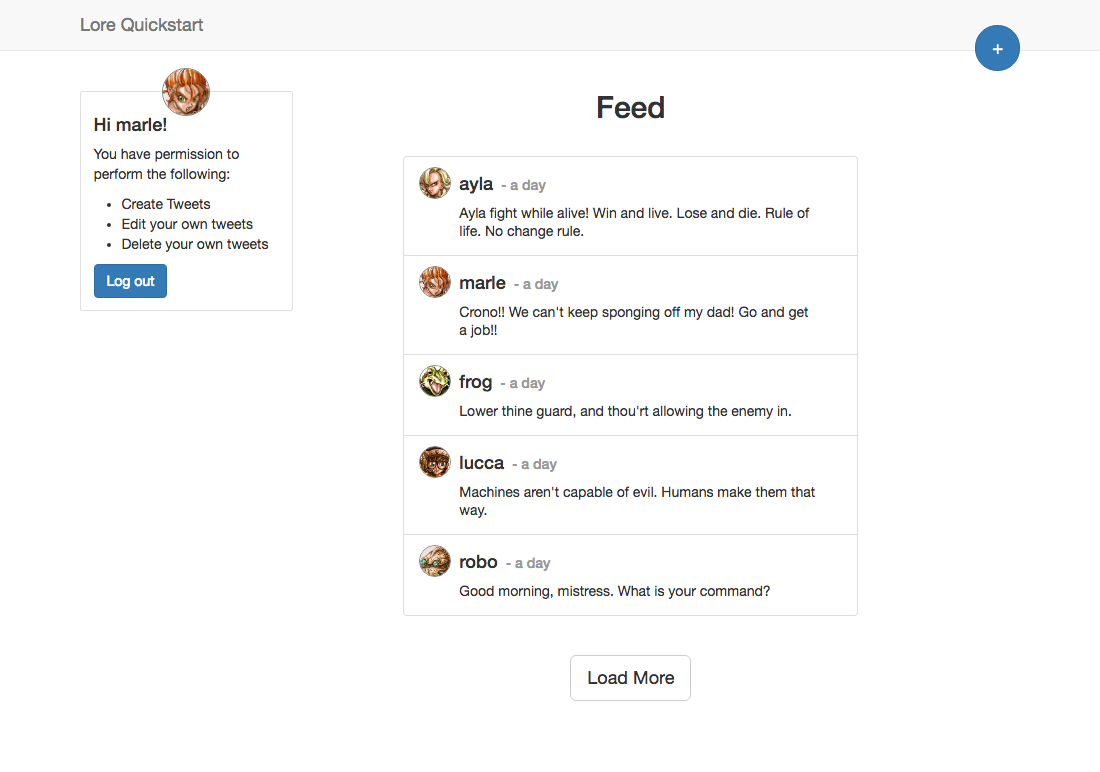 Lore Quickstart
+
Hi marle!
You have permission to
perform the following:
• Create Tweets
• Edit your own tweets
• Delete your own tweets
Log out
Feed
ayla - a day
Ayla fight while alive! Win and live. Lose and die. Rule of
life. No change rule.
marle - a day
Crono!! We can't keep sponging off my dad! Go and get
a job!!
frog - a day
Lower thine guard, and thou'rt allowing the enemy in.
lucca - a day
Machines aren't capable of evil. Humans make them that
way.
robo - a day
Good morning, mistress. What is your command?
Load More